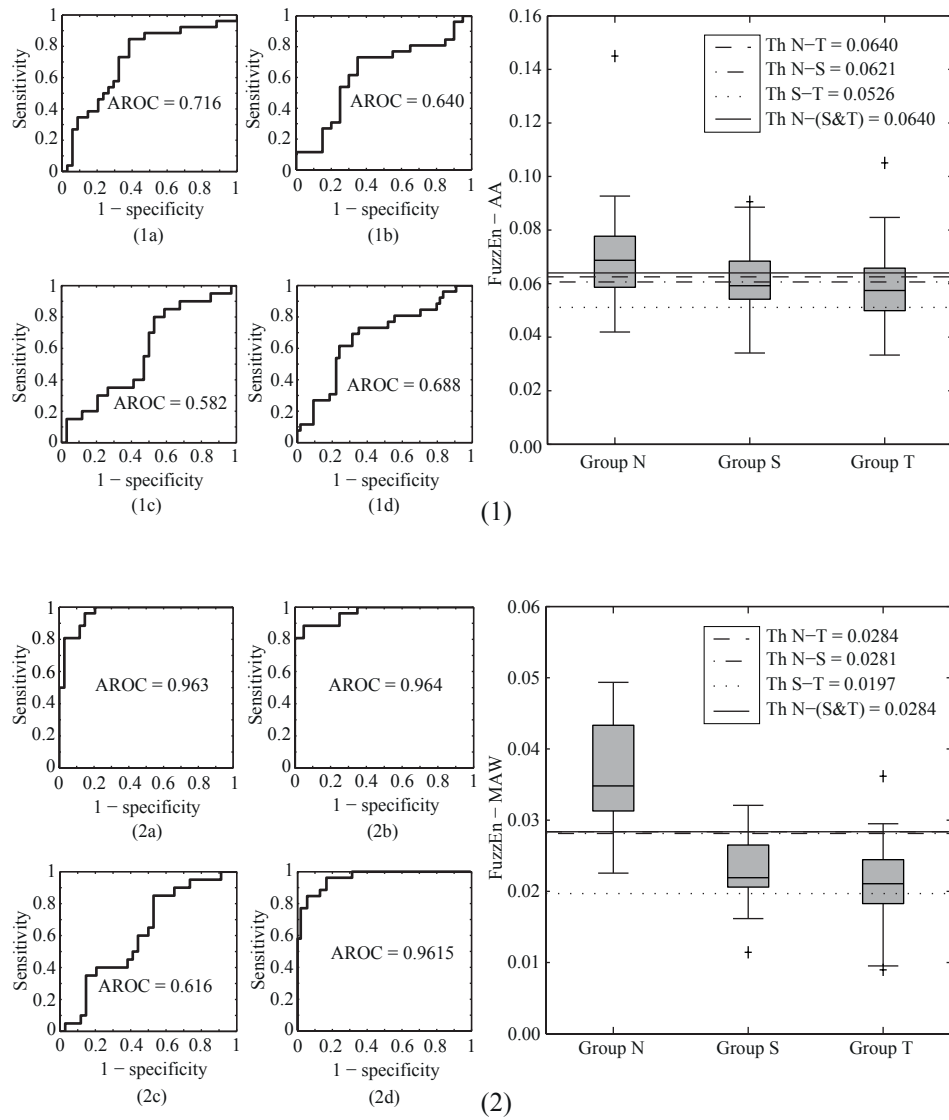 Sensitivity
1
0.8
0.6
0.4
0.2
0
AROC = 0.716
0 0.2 0.4 0.6 0.8 1
1 − specificity
(1a)
1
0.8
0.6
0.4
0.2
0
AROC = 0.640
0 0.2 0.4 0.6 0.8 1
1 − specificity
(1b)
Sensitivity
1
0.8
0.6
0.4
0.2
0
AROC = 0.582
0 0.2 0.4 0.6 0.8 1
1 − specificity
(1c)
1
0.8
0.6
0.4
0.2
0
AROC = 0.688
0 0.2 0.4 0.6 0.8 1
1 − specificity
(1d)
FuzzEn − AA
0.16
0.14
0.12
0.10
0.08
0.06
0.04
0.02
0.00
Th N−T = 0.0640
Th N−S = 0.0621
Th S−T = 0.0526
Th N−(S&T) = 0.0640
Group N Group S Group T
(1)
Sensitivity
1
0.8
0.6
0.4
0.2
0
AROC = 0.963
0 0.2 0.4 0.6 0.8 1
1 − specificity
(2a)
1
0.8
0.6
0.4
0.2
0
AROC = 0.964
0 0.2 0.4 0.6 0.8 1
1 − specificity
(2b)
Sensitivity
1
0.8
0.6
0.4
0.2
0
AROC = 0.616
0 0.2 0.4 0.6 0.8 1
1 − specificity
(2c)
1
0.8
0.6
0.4
0.2
0
AROC = 0.9615
0 0.2 0.4 0.6 0.8 1
1 − specificity
(2d)
FuzzEn − MAW
0.06
0.05
0.04
0.03
0.02
0.01
0.00
Th N−T = 0.0284
Th N−S = 0.0281
Th S−T = 0.0197
Th N−(S&T) = 0.0284
Group N Group S Group T
(2)